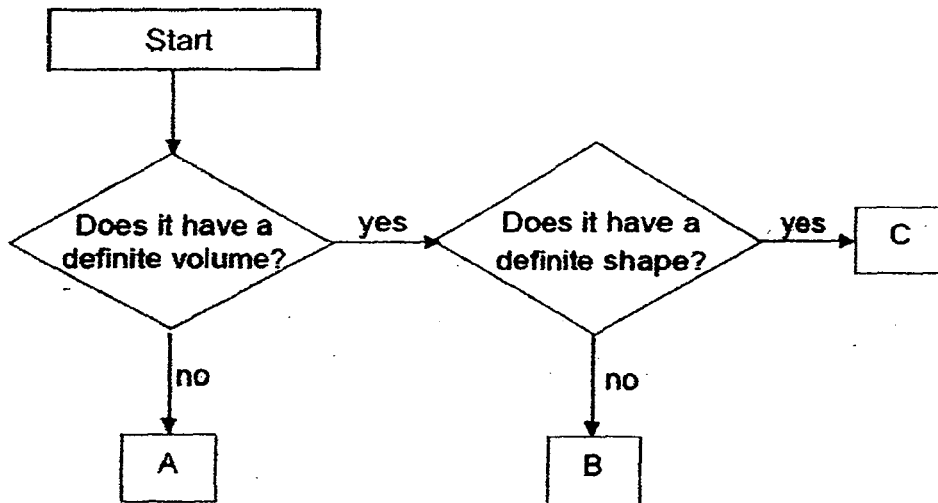 Start
Does it have a
definite volume?
yes
Does it have a
definite shape?
yes
C
no
no
A
B